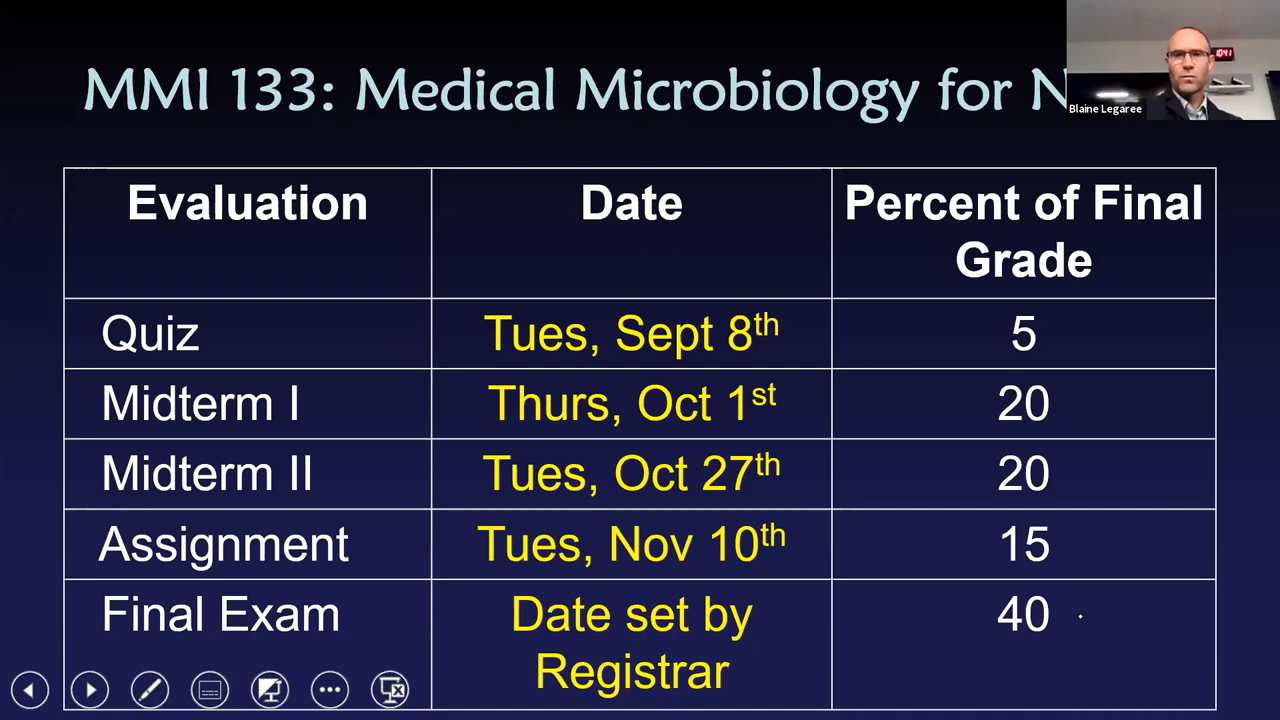 MMI 133: Medical Microbiology for N
10:41
Blaine Legaree
Evaluation
Date
Percent of Final
Grade
Quiz
Tues, Sept 8th
5
Midterm I
Thurs, Oct 1st
20
Midterm II
Tues, Oct 27th
20
Assignment
Tues, Nov 10th
15
Final Exam
Date set by
Registrar
40